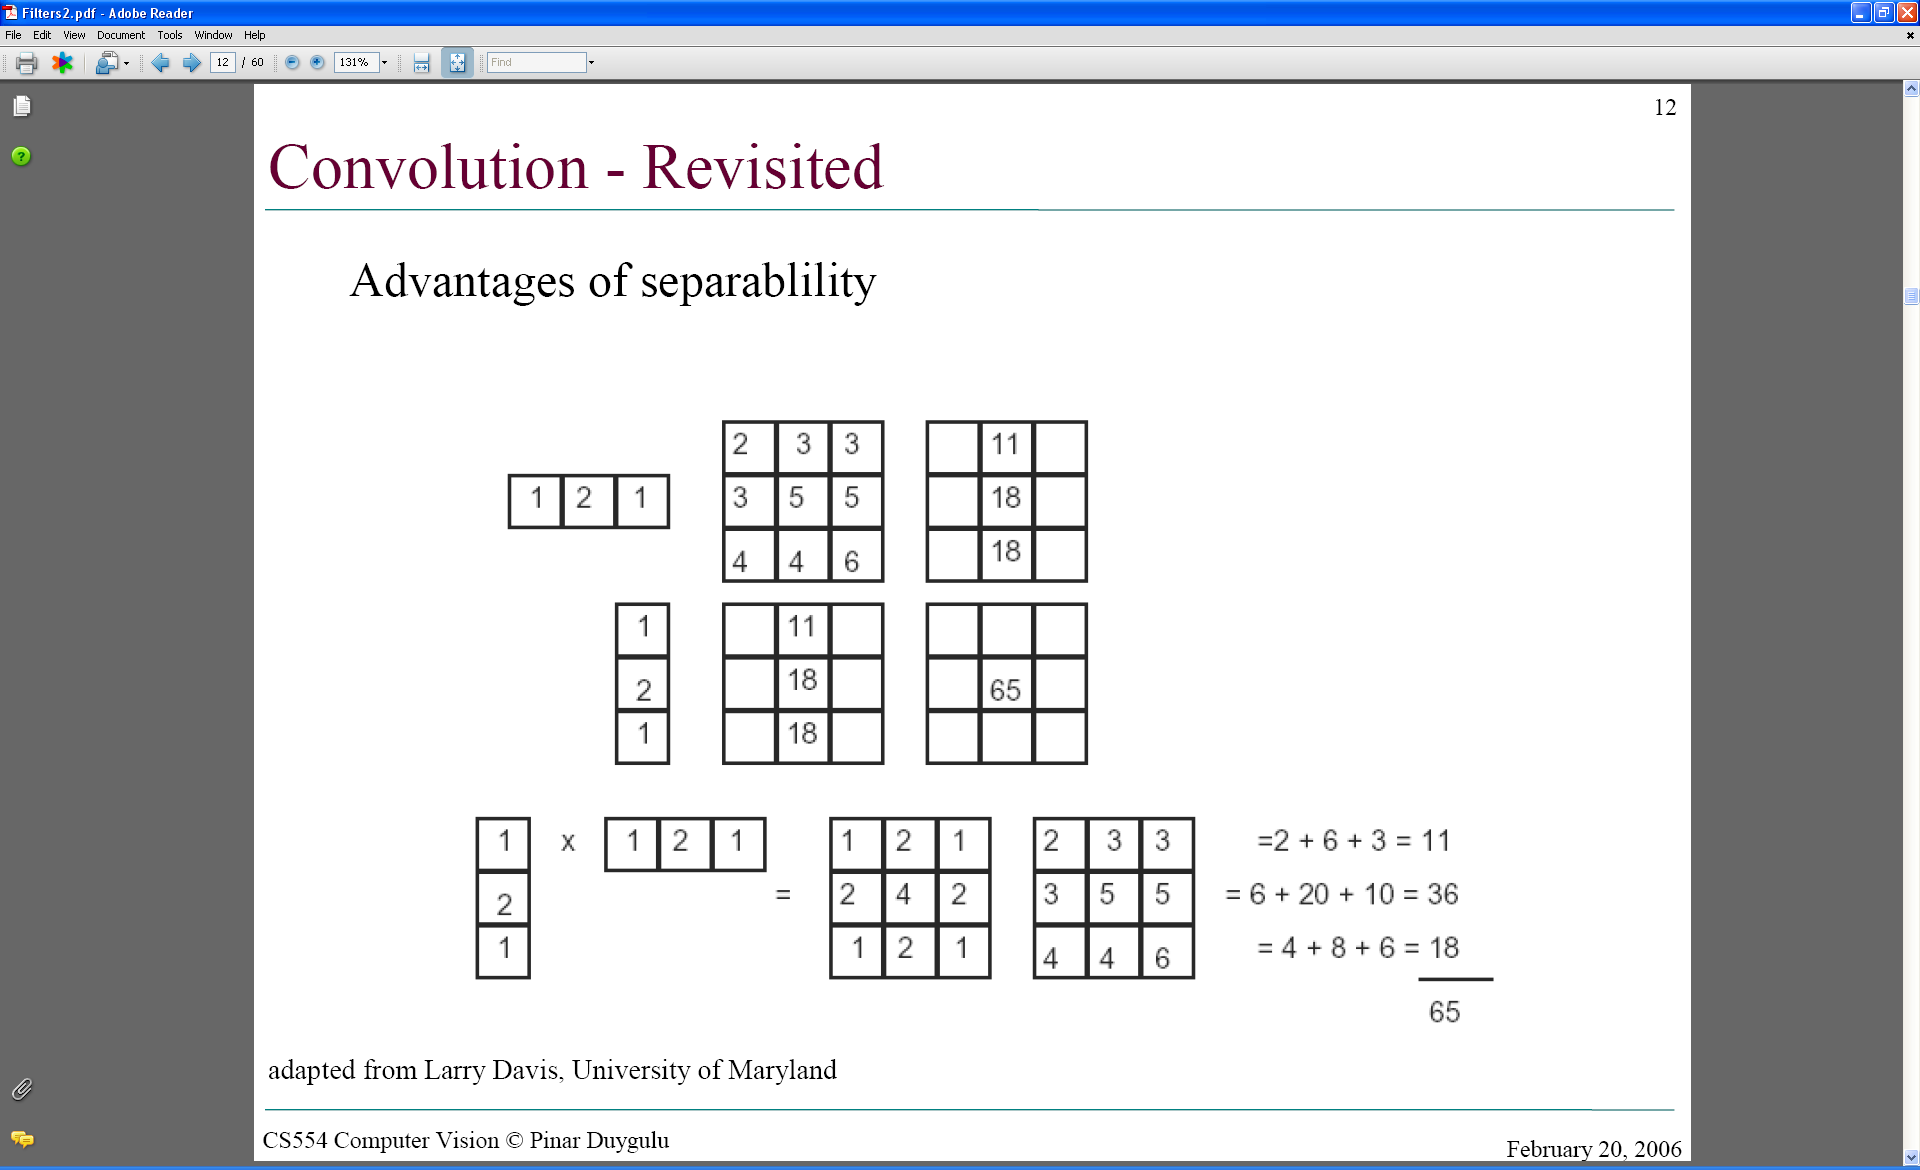 Filters2.pdf - Adobe Reader
File Edit View Document Tools Window Help
12 / 60 131% Find
12
Convolution - Revisited
Advantages of separablility
2 3 3 11
1 2 1 3 5 5 18
4 4 6 18
1 11
2 18 65
1 18
1 x 1 2 1 1 2 1 2 3 3 =2 + 6 + 3 = 11
2 = 2 4 2 3 5 5 = 6 + 20 + 10 = 36
1 1 2 1 4 4 6 = 4 + 8 + 6 = 18
65
adapted from Larry Davis, University of Maryland
CS554 Computer Vision © Pinar Duygulu
February 20, 2006